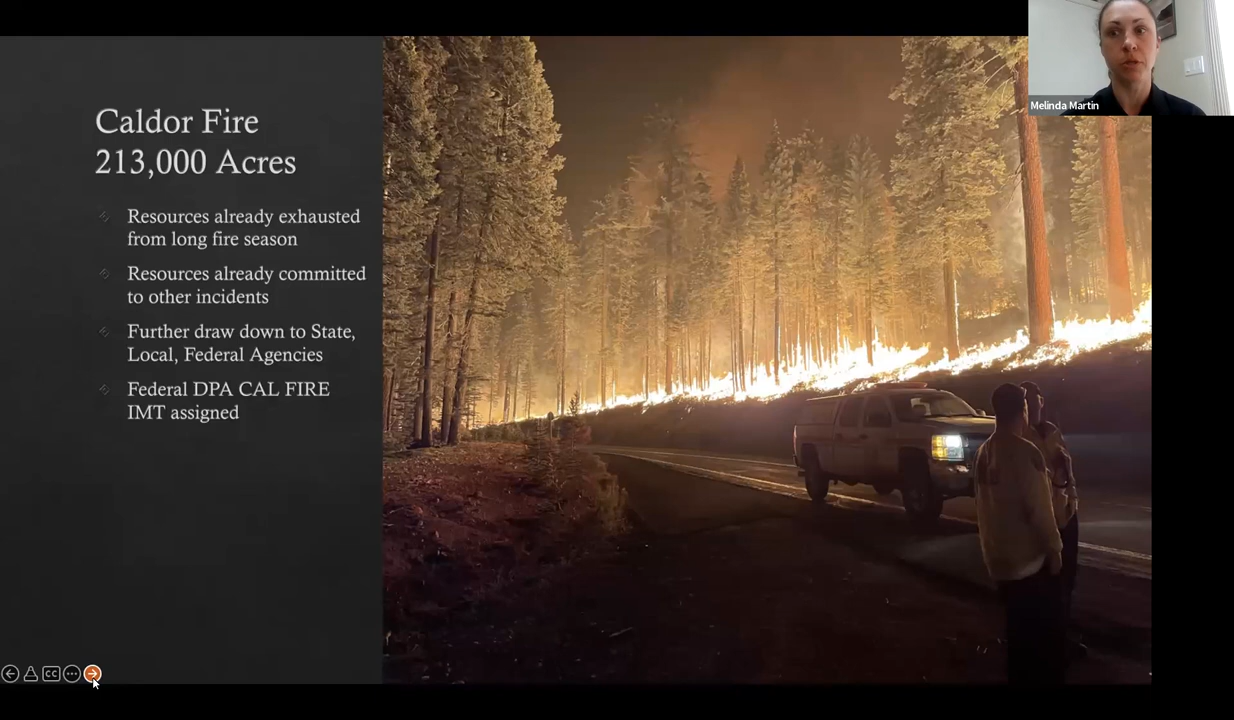 Caldor Fire
213,000 Acres
Resources already exhausted
from long fire season
Resources already committed
to other incidents
Further draw down to State,
Local, Federal Agencies
Federal DPA CAL FIRE
IMT assigned
Melinda Martin
CC